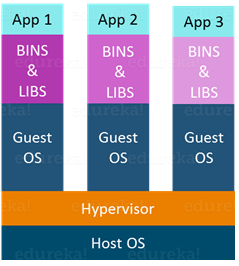 App 1
App 2
App 3
BINS
&
LIBS
BINS
&
LIBS
BINS
&
LIBS
Guest
OS
Guest
OS
Guest
OS
Hypervisor
Host OS
edureka!
edureka!